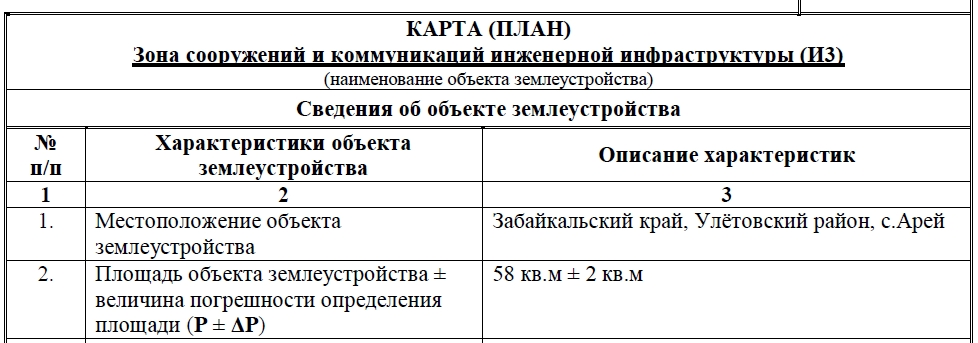 КАРТА (ПЛАН)
Зона сооружений и коммуникаций инженерной инфраструктуры (ИЗ)
(наименование объекта землеустройства)
Сведения об объекте землеустройства
№
п/п
Характеристики объекта
землеустройства
Описание характеристик
1
2
3
1.
Местоположение объекта
землеустройства
Забайкальский край, Улётовский район, с.Арей
2.
Площадь объекта землеустройства ±
величина погрешности определения
площади (P ± ΔP)
58 кв.м ± 2 кв.м